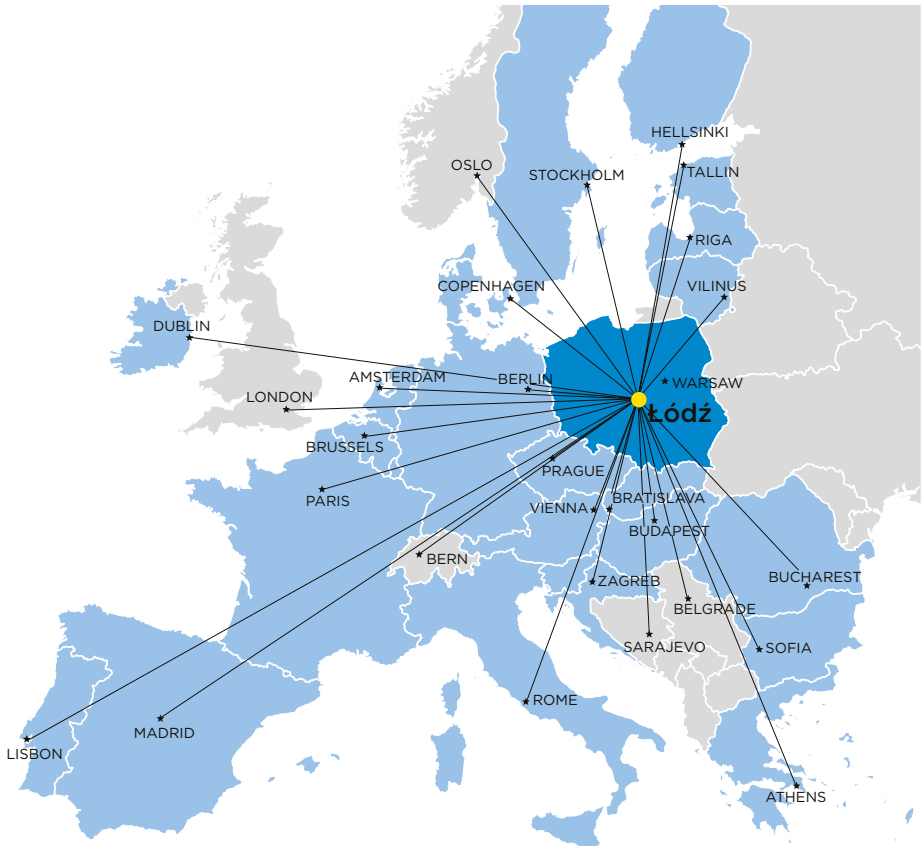 HELLSINKI
OSLO
TALLIN
STOCKHOLM
RIGA
COPENHAGEN
VILINUS
DUBLIN
AMSTERDAM
BERLIN
WARSAW
LONDON
Łódź
BRUSSELS
PRAGUE
PARIS
BRATISLAVA
VIENNA
BUDAPEST
BERN
BUCHAREST
ZAGREB
BELGRADE
SARAJEVO
SOFIA
ROME
MADRID
LISBON
ATHENS